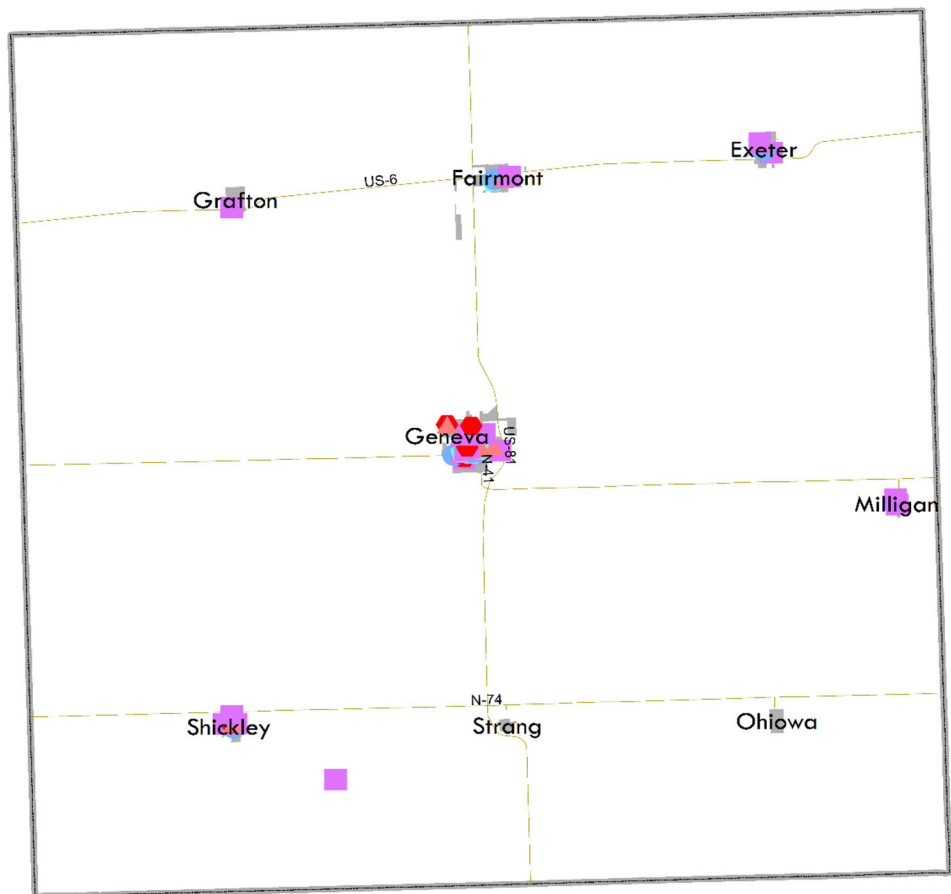 Exeter
Fairmont
US-6
Grafton
Geneva
US-81
N-41
Milligan
N-74
Shickley
Strang
Ohiowa